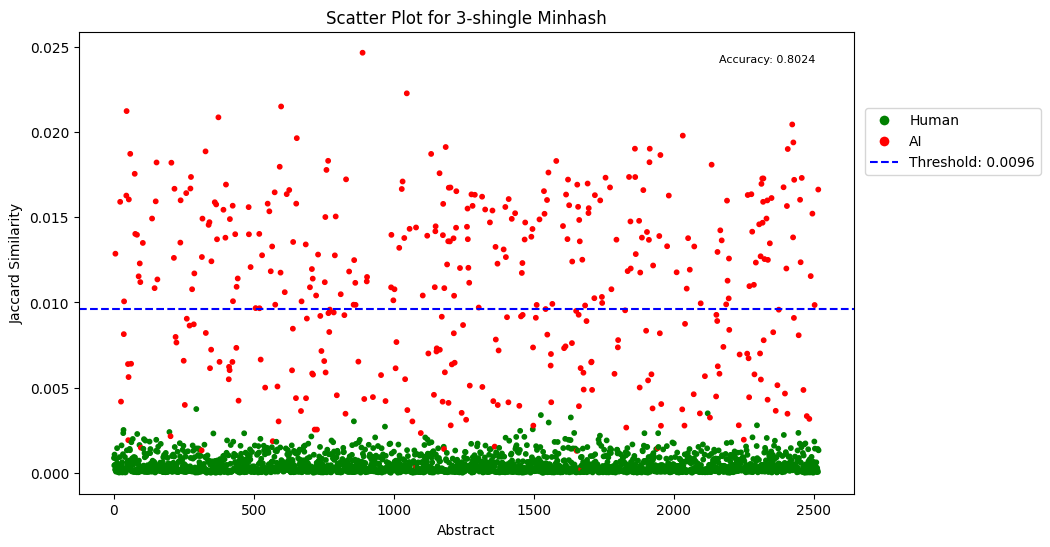 Scatter Plot for 3-shingle Minhash
Accuracy: 0.8024
Human
AI
Threshold: 0.0096
Jaccard Similarity
0.025
0.020
0.015
0.010
0.005
0.000
0 500 1000 1500 2000 2500
Abstract